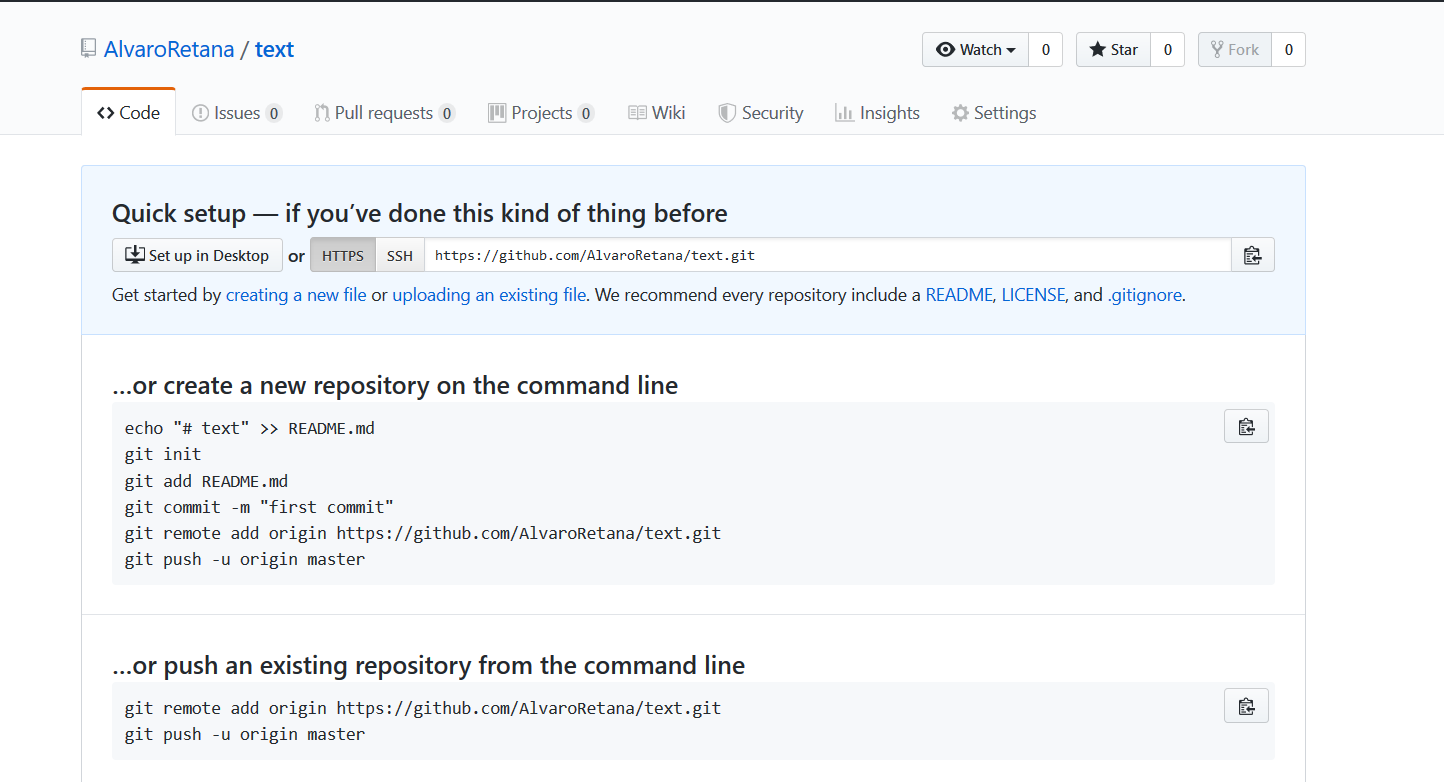 AlvaroRetana / text
Watch 0 Star 0 Fork 0
Code Issues 0 Pull requests 0 Projects 0 Wiki Security Insights Settings
Quick setup — if you’ve done this kind of thing before
Set up in Desktop or HTTPS SSH https://github.com/AlvaroRetana/text.git
Get started by creating a new file or uploading an existing file. We recommend every repository include a README, LICENSE, and .gitignore.
…or create a new repository on the command line
echo "# text" >> README.md
git init
git add README.md
git commit -m "first commit"
git remote add origin https://github.com/AlvaroRetana/text.git
git push -u origin master
…or push an existing repository from the command line
git remote add origin https://github.com/AlvaroRetana/text.git
git push -u origin master